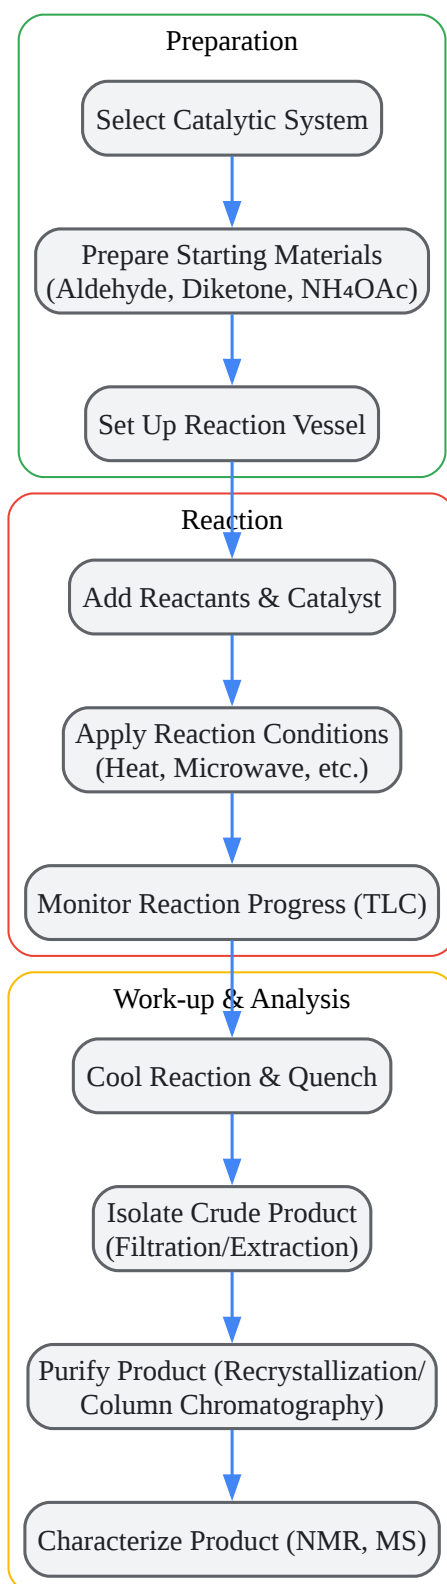 Preparation
Select Catalytic System
Prepare Starting Materials
(Aldehyde, Diketone, NH₄OAc)
Set Up Reaction Vessel
Reaction
Add Reactants & Catalyst
Apply Reaction Conditions
(Heat, Microwave, etc.)
Monitor Reaction Progress (TLC)
Work-up & Analysis
Cool Reaction & Quench
Isolate Crude Product
(Filtration/Extraction)
Purify Product (Recrystallization/
Column Chromatography)
Characterize Product (NMR, MS)